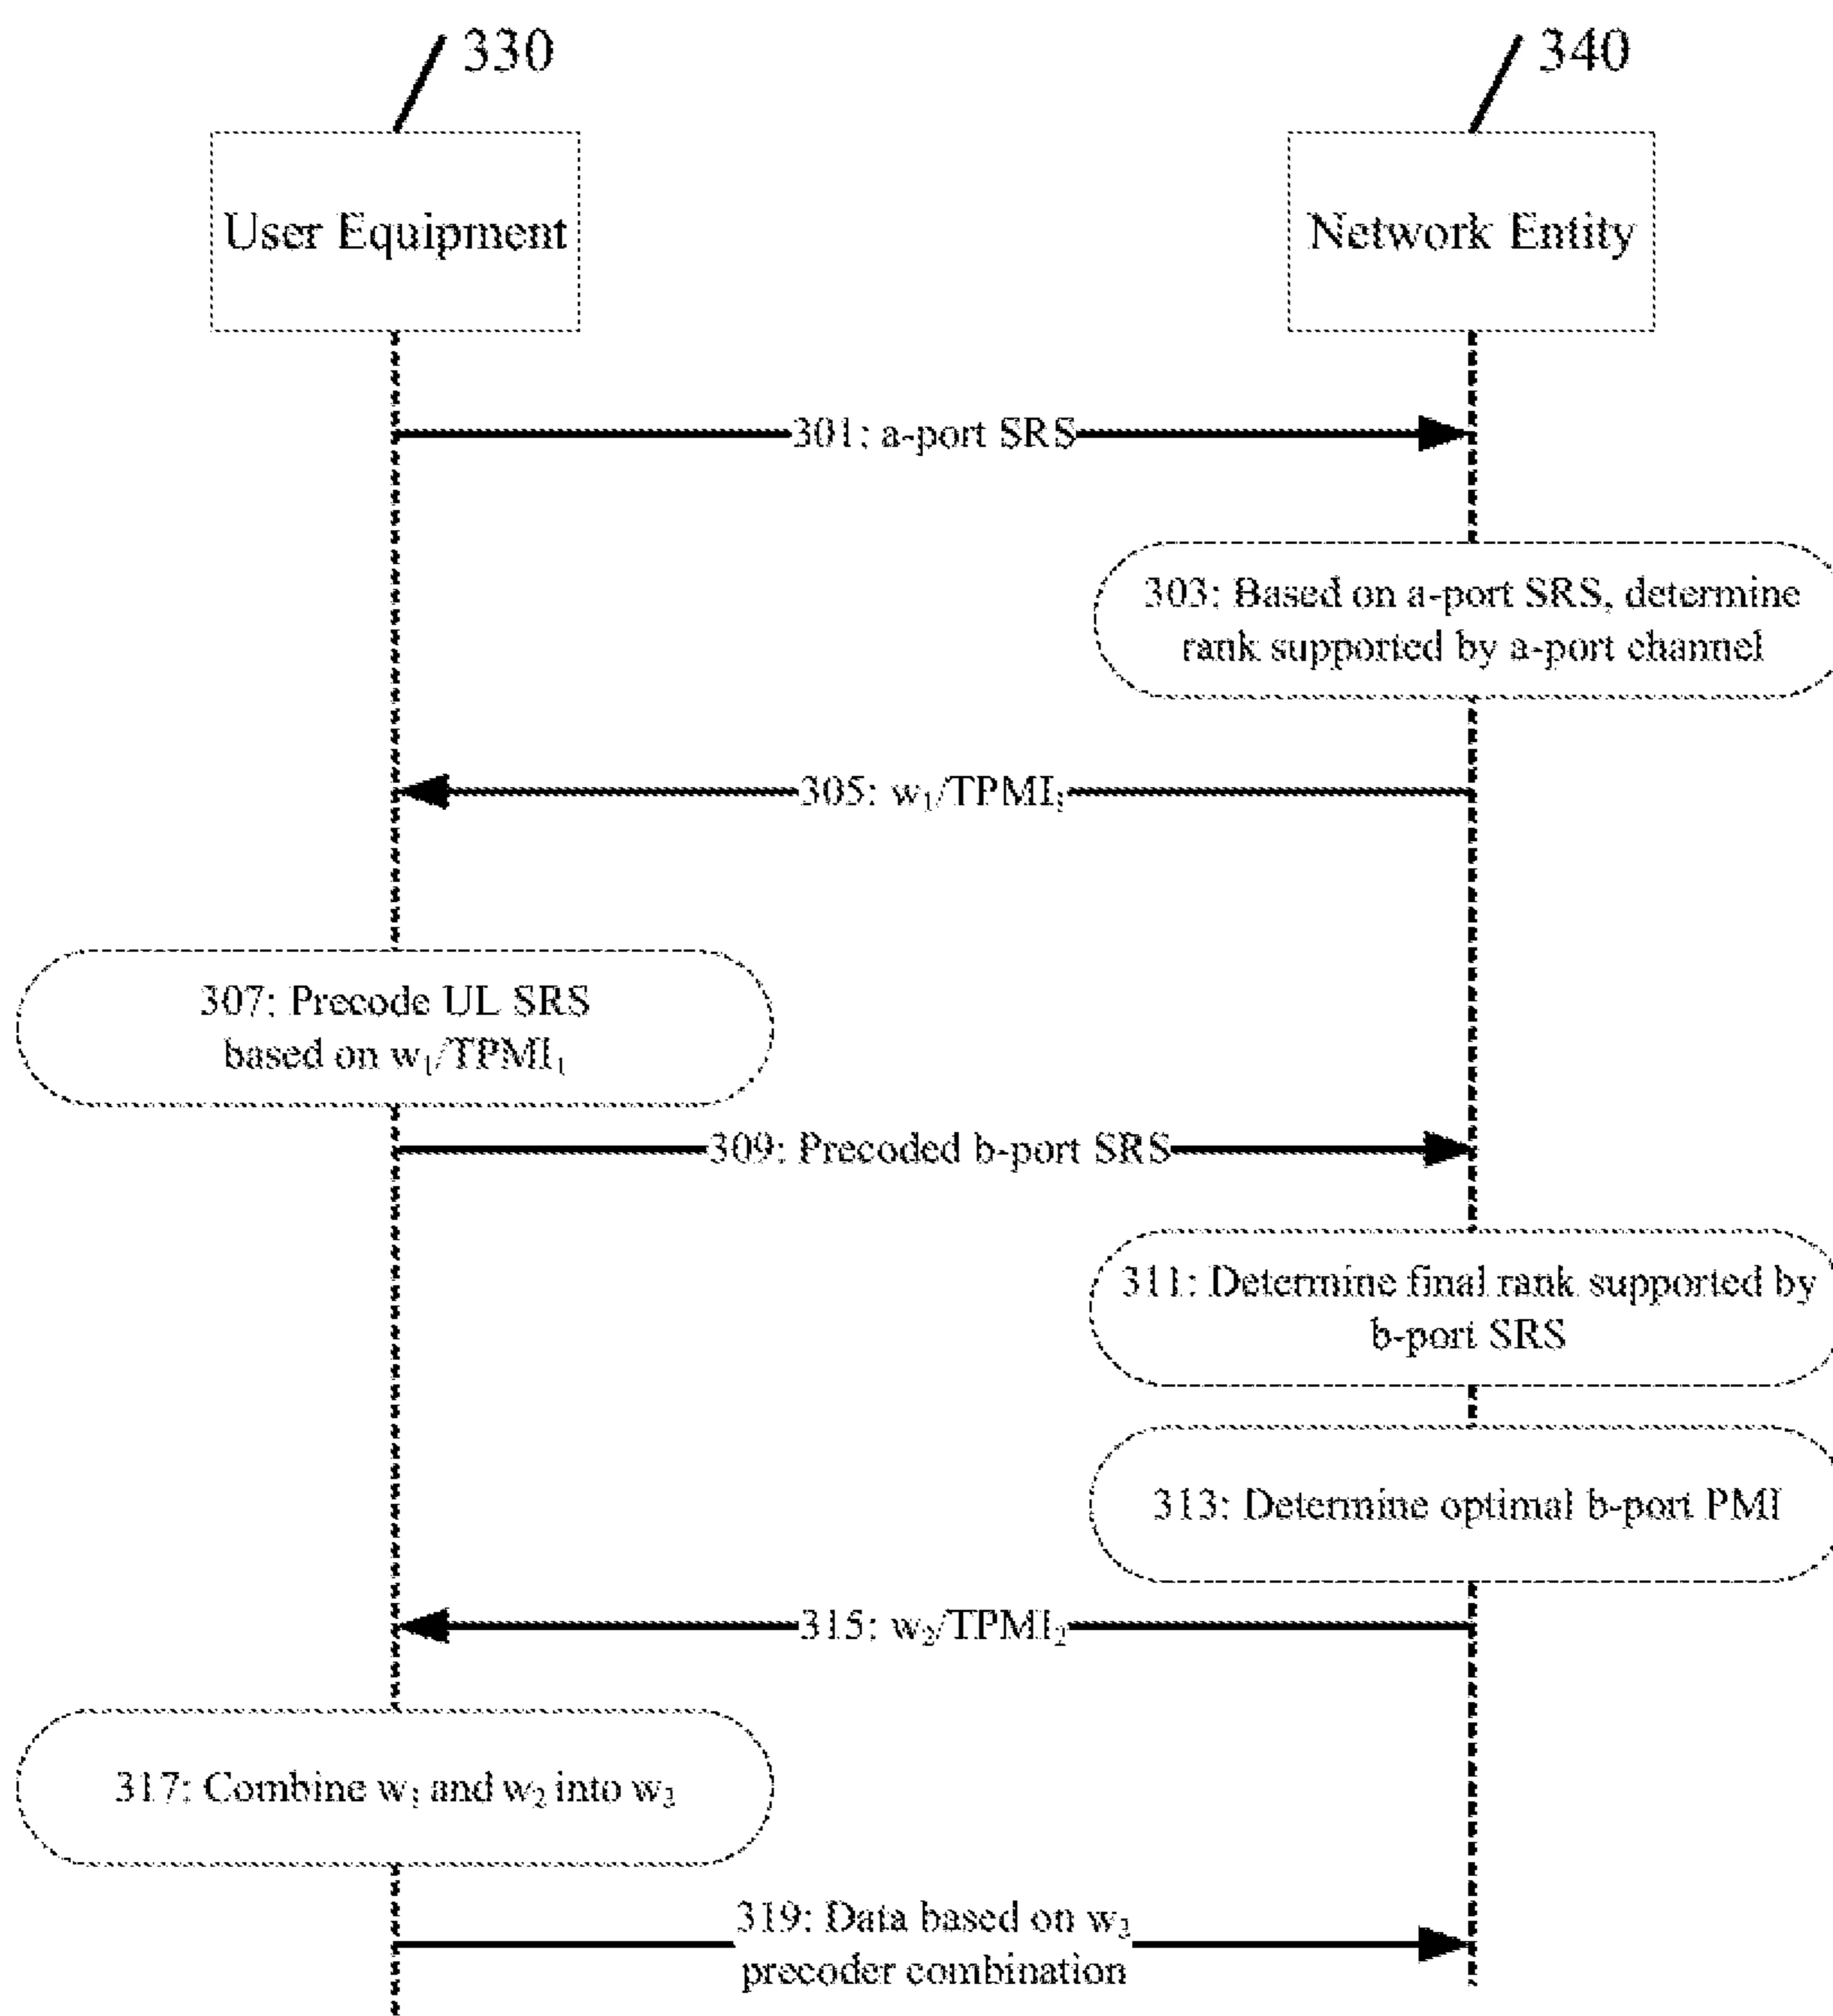 330
340
User Equipment
Network Entity
301: a-port SRS
303: Based on a-port SRS, determine
rank supported by a-port channel
305: w₁/TPMI₁
307: Precode UL SRS
based on w₁/TPMI₁
309: Precoded b-port SRS
311: Determine final rank supported by
b-port SRS
313: Determine optimal b-port PMI
315: w₂/TPMI₂
317: Combine w₁ and w₂ into w₃
319: Data based on w₃
precoder combination